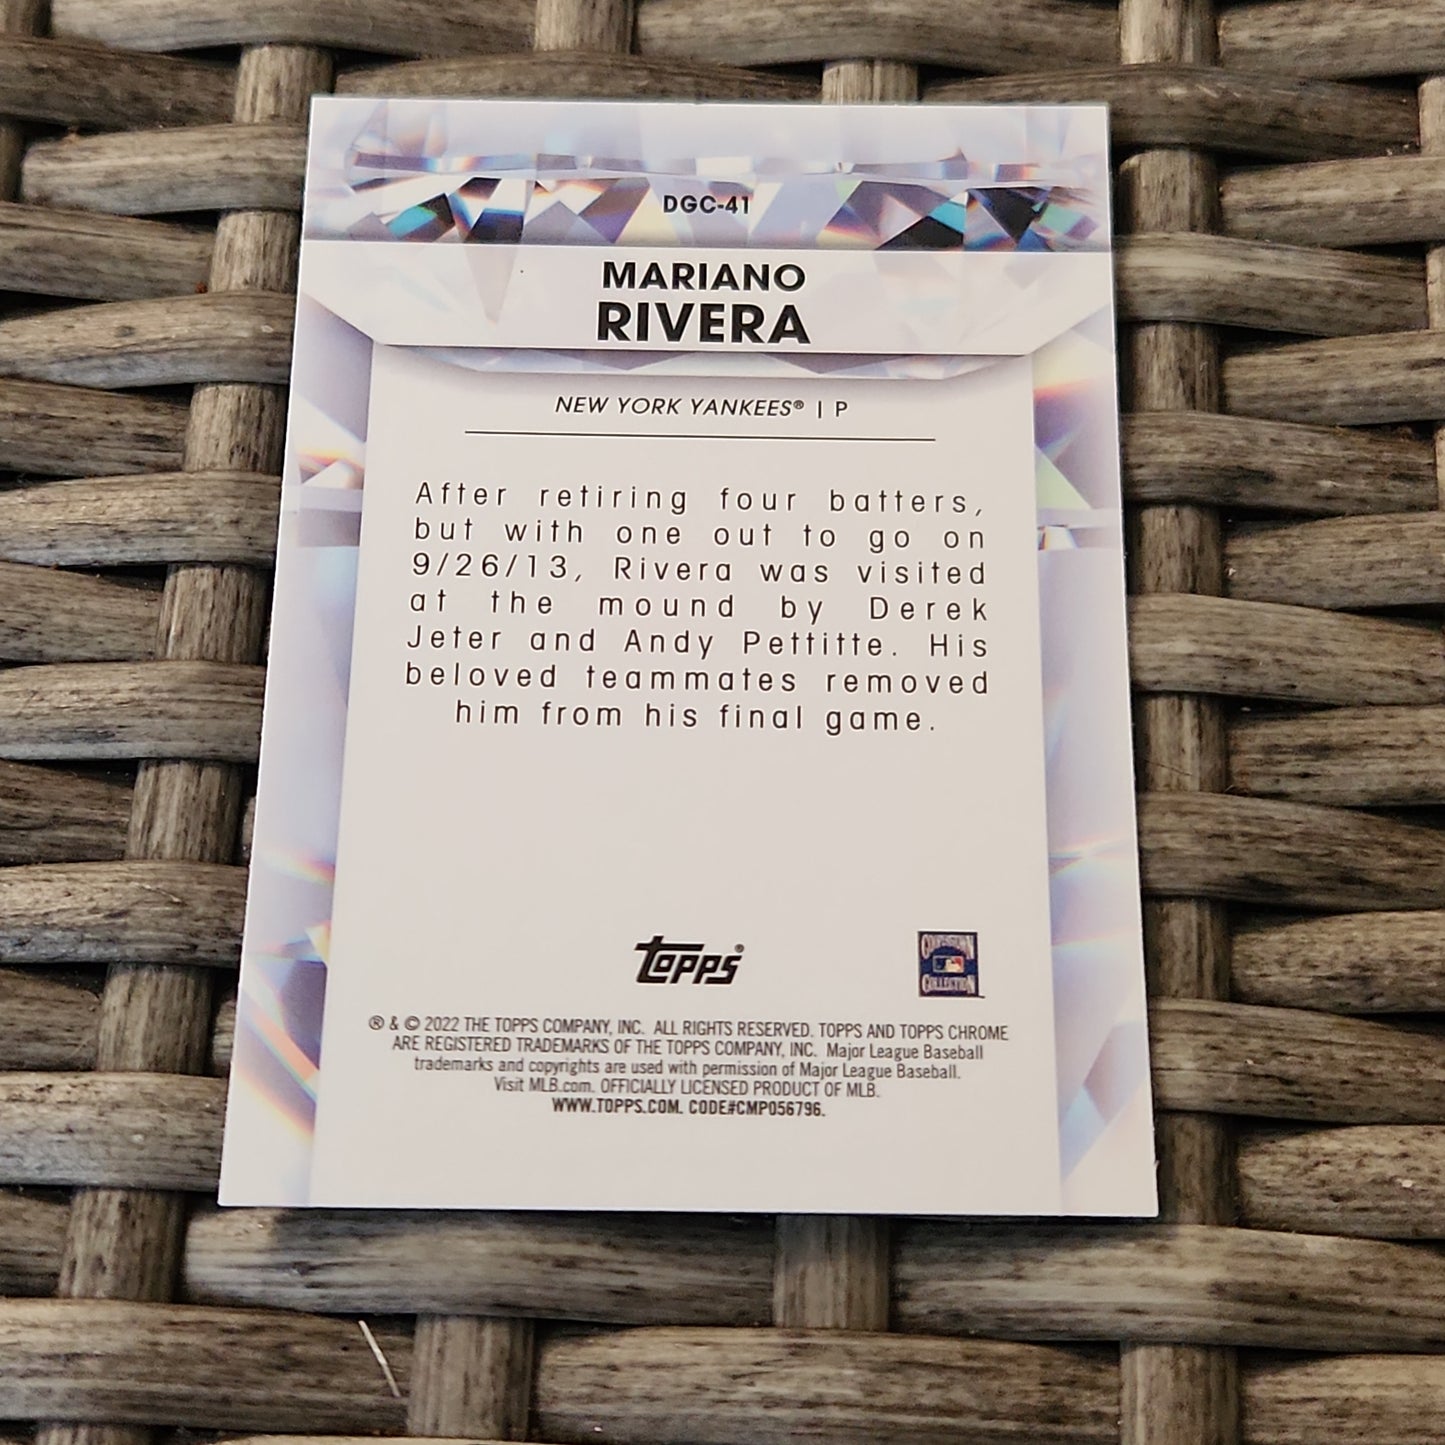 DGC-41
MARIANO
RIVERA
NEW YORK YANKEES® | P
After retiring four batters,
but with one out to go on
9/26/13, Rivera was visited
at the mound by Derek
Jeter and Andy Pettitte. His
beloved teammates removed
him from his final game.
topps®
COOPERSTOWN
COLLECTION
® & © 2022 THE TOPPS COMPANY, INC. ALL RIGHTS RESERVED. TOPPS AND TOPPS CHROME
ARE REGISTERED TRADEMARKS OF THE TOPPS COMPANY, INC. Major League Baseball
trademarks and copyrights are used with permission of Major League Baseball.
Visit MLB.com. OFFICIALLY LICENSED PRODUCT OF MLB.
WWW.TOPPS.COM. CODE#CMP056796.